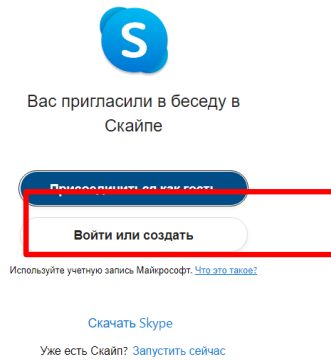 Вас пригласили в беседу в
Скайпе
Присоединиться как гость
Войти или создать
Используйте учетную запись Майкрософт. Что это такое?
Скачать Skype
Уже есть Скайп? Запустить сейчас